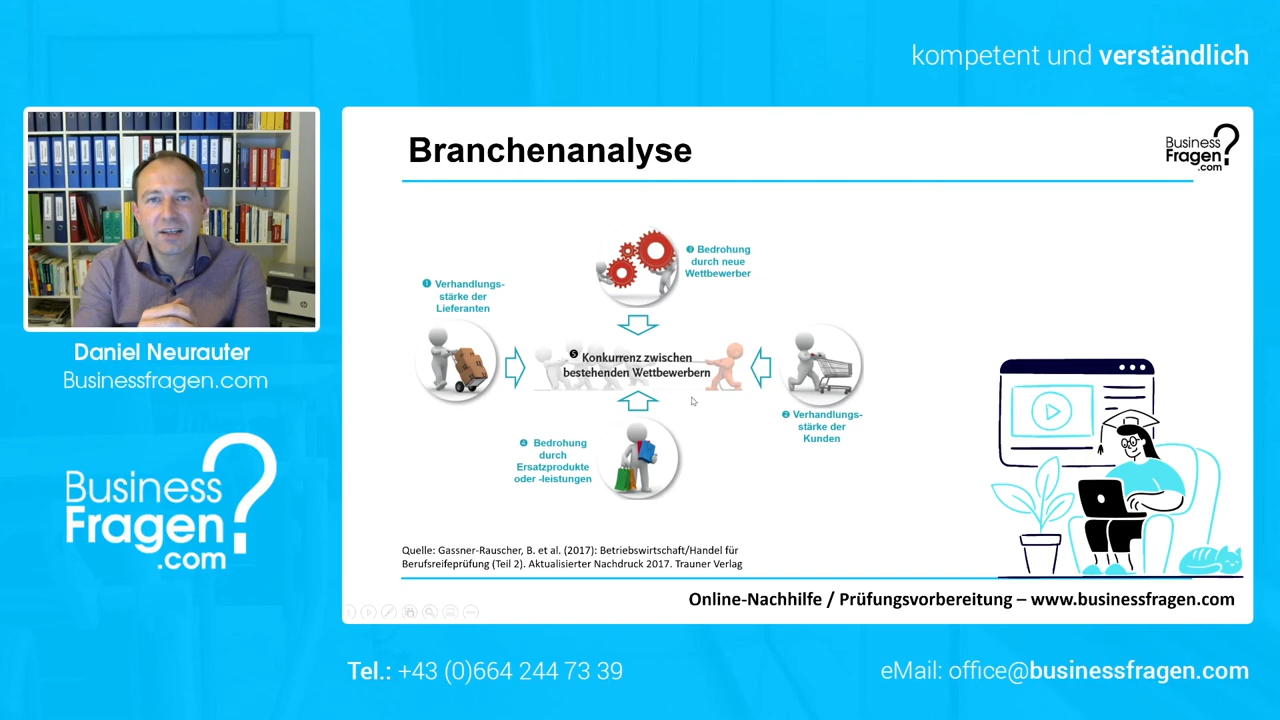 kompetent und verständlich
Branchenanalyse
Business
Fragen
.com
❸ Bedrohung
durch neue
Wettbewerber
❶ Verhandlungs-
stärke der
Lieferanten
❺ Konkurrenz zwischen
bestehenden Wettbewerbern
❷ Verhandlungs-
stärke der
Kunden
❹ Bedrohung
durch
Ersatzprodukte
oder -leistungen
Daniel Neurauter
Businessfragen.com
Business
Fragen
.com
Quelle: Gassner-Rauscher, B. et al. (2017): Betriebswirtschaft/Handel für
Berufsreifeprüfung (Teil 2). Aktualisierter Nachdruck 2017. Trauner Verlag
Online-Nachhilfe / Prüfungsvorbereitung – www.businessfragen.com
Tel.: +43 (0)664 244 73 39
eMail: office@businessfragen.com